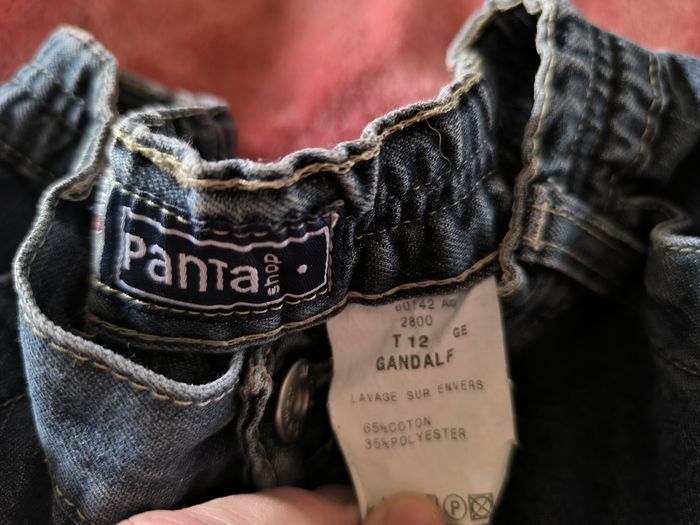 Panta
shop
60142 AG
2800
T 12 GE
GANDALF
LAVAGE SUR ENVERS
65%COTON
35%POLYESTER
P